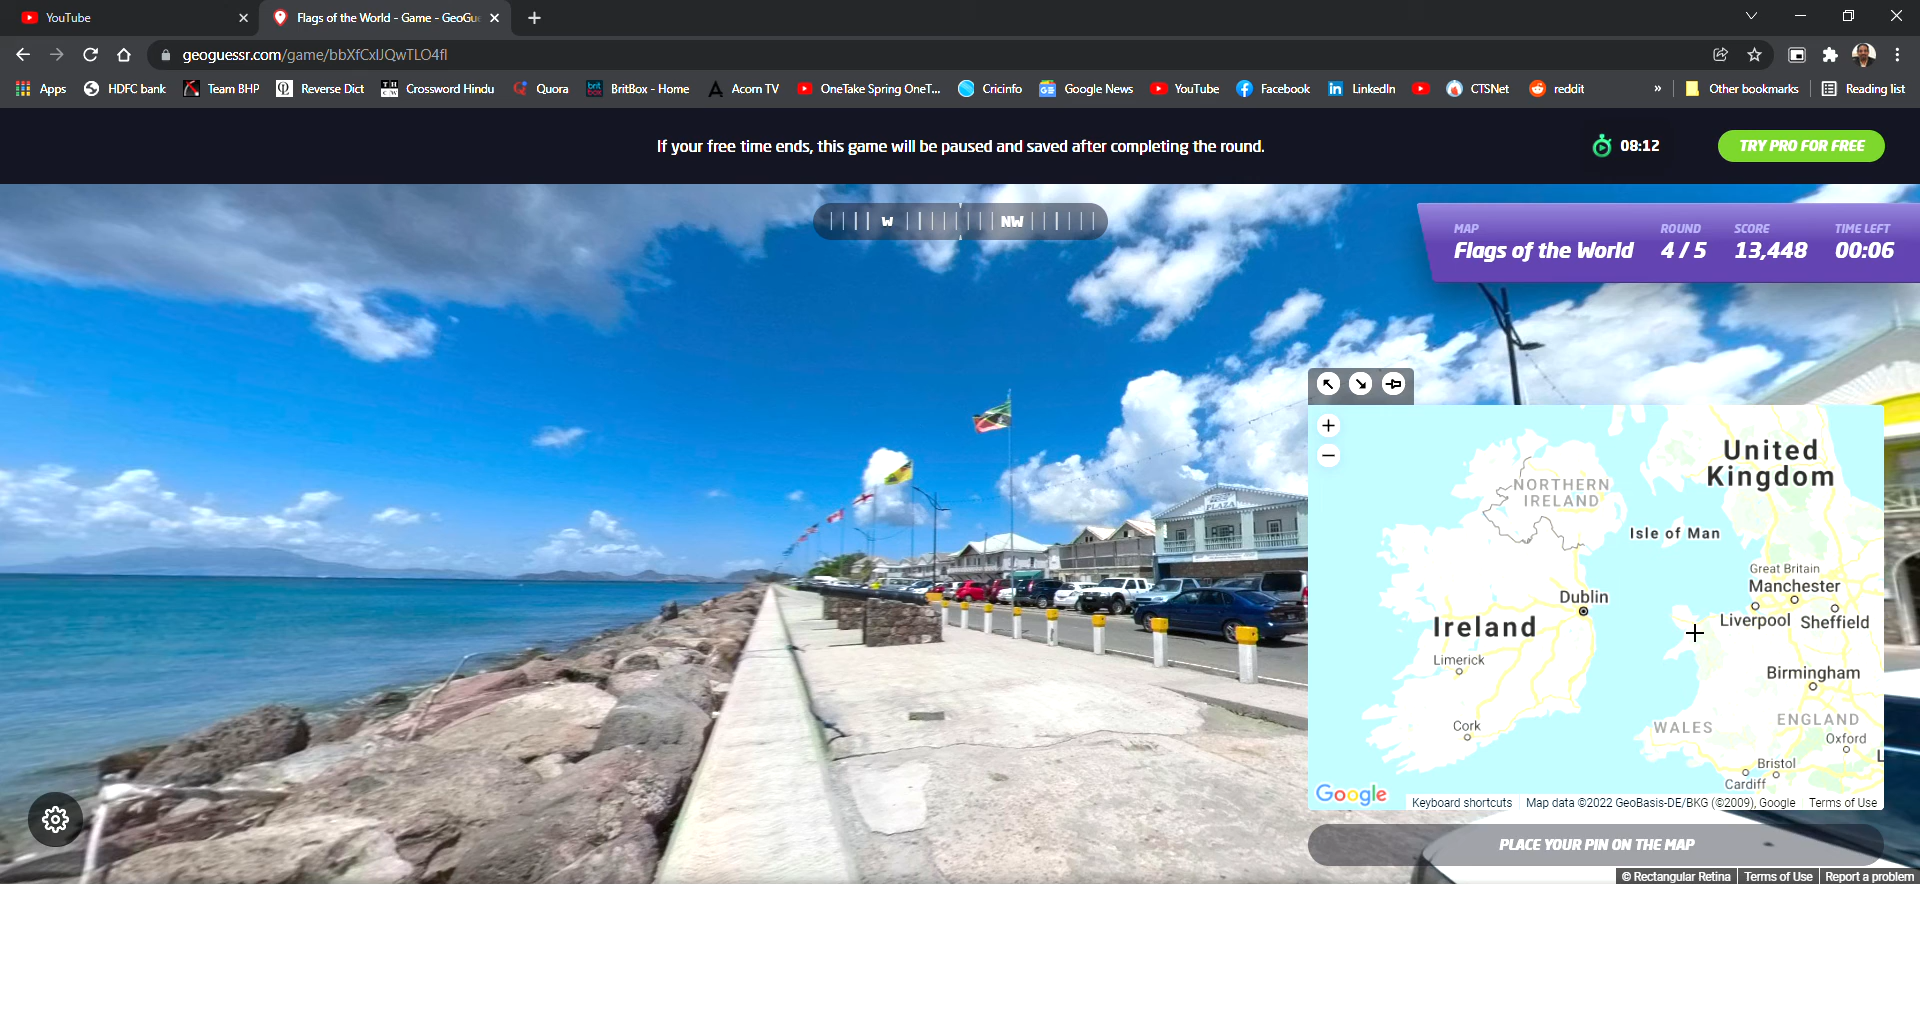 YouTube
Flags of the World - Game - GeoGue
geoguessr.com/game/bbXfCxlJQwTLO4fl
Apps
HDFC bank
Team BHP
Reverse Dict
Crossword Hindu
Quora
BritBox - Home
Acorn TV
OneTake Spring OneT...
Cricinfo
Google News
YouTube
Facebook
LinkedIn
CTSNet
reddit
»
Other bookmarks
Reading list
If your free time ends, this game will be paused and saved after completing the round.
08:12
TRY PRO FOR FREE
W
NW
MAP
Flags of the World
ROUND
4 / 5
SCORE
13,448
TIME LEFT
00:06
PLAZA
United
Kingdom
NORTHERN
IRELAND
Isle of Man
Great Britain
Manchester
Dublin
Liverpool
Sheffield
Ireland
Limerick
Birmingham
Cork
WALES
ENGLAND
Oxford
L
Bristol
Cardiff
Google
Keyboard shortcuts
Map data ©2022 GeoBasis-DE/BKG (©2009), Google
Terms of Use
PLACE YOUR PIN ON THE MAP
© Rectangular Retina
Terms of Use
Report a problem